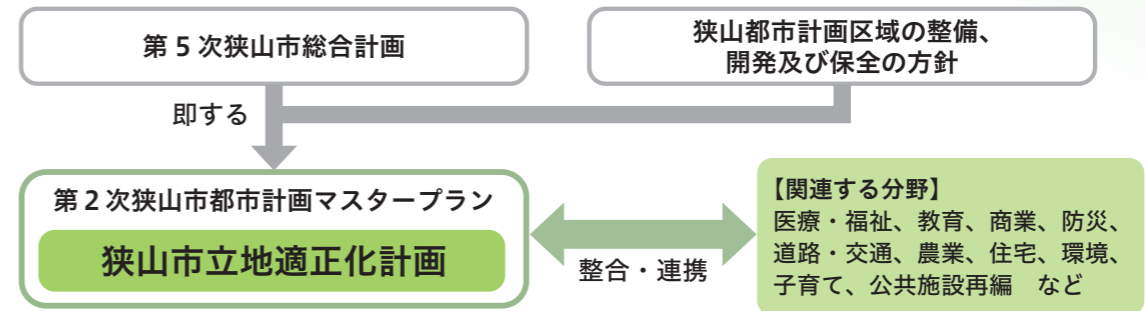 第5次狭山市総合計画
狭山都市計画区域の整備、
開発及び保全の方針
即する
第2次狭山市都市計画マスタープラン
狭山市立地適正化計画
整合・連携
【関連する分野】
医療・福祉、教育、商業、防災、
道路・交通、農業、住宅、環境、
子育て、公共施設再編　など